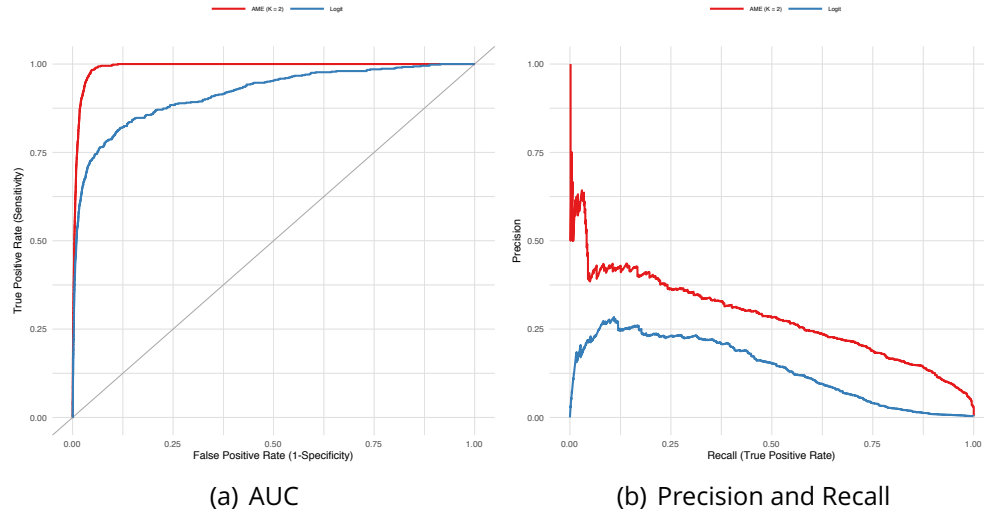 AME (K = 2) Logit
1.00
0.75
0.50
0.25
0.00
True Positive Rate (Sensitivity)
0.00 0.25 0.50 0.75 1.00
False Positive Rate (1-Specificity)
(a) AUC
AME (K = 2) Logit
1.00
0.75
0.50
0.25
0.00
Precision
0.00 0.25 0.50 0.75 1.00
Recall (True Positive Rate)
(b) Precision and Recall